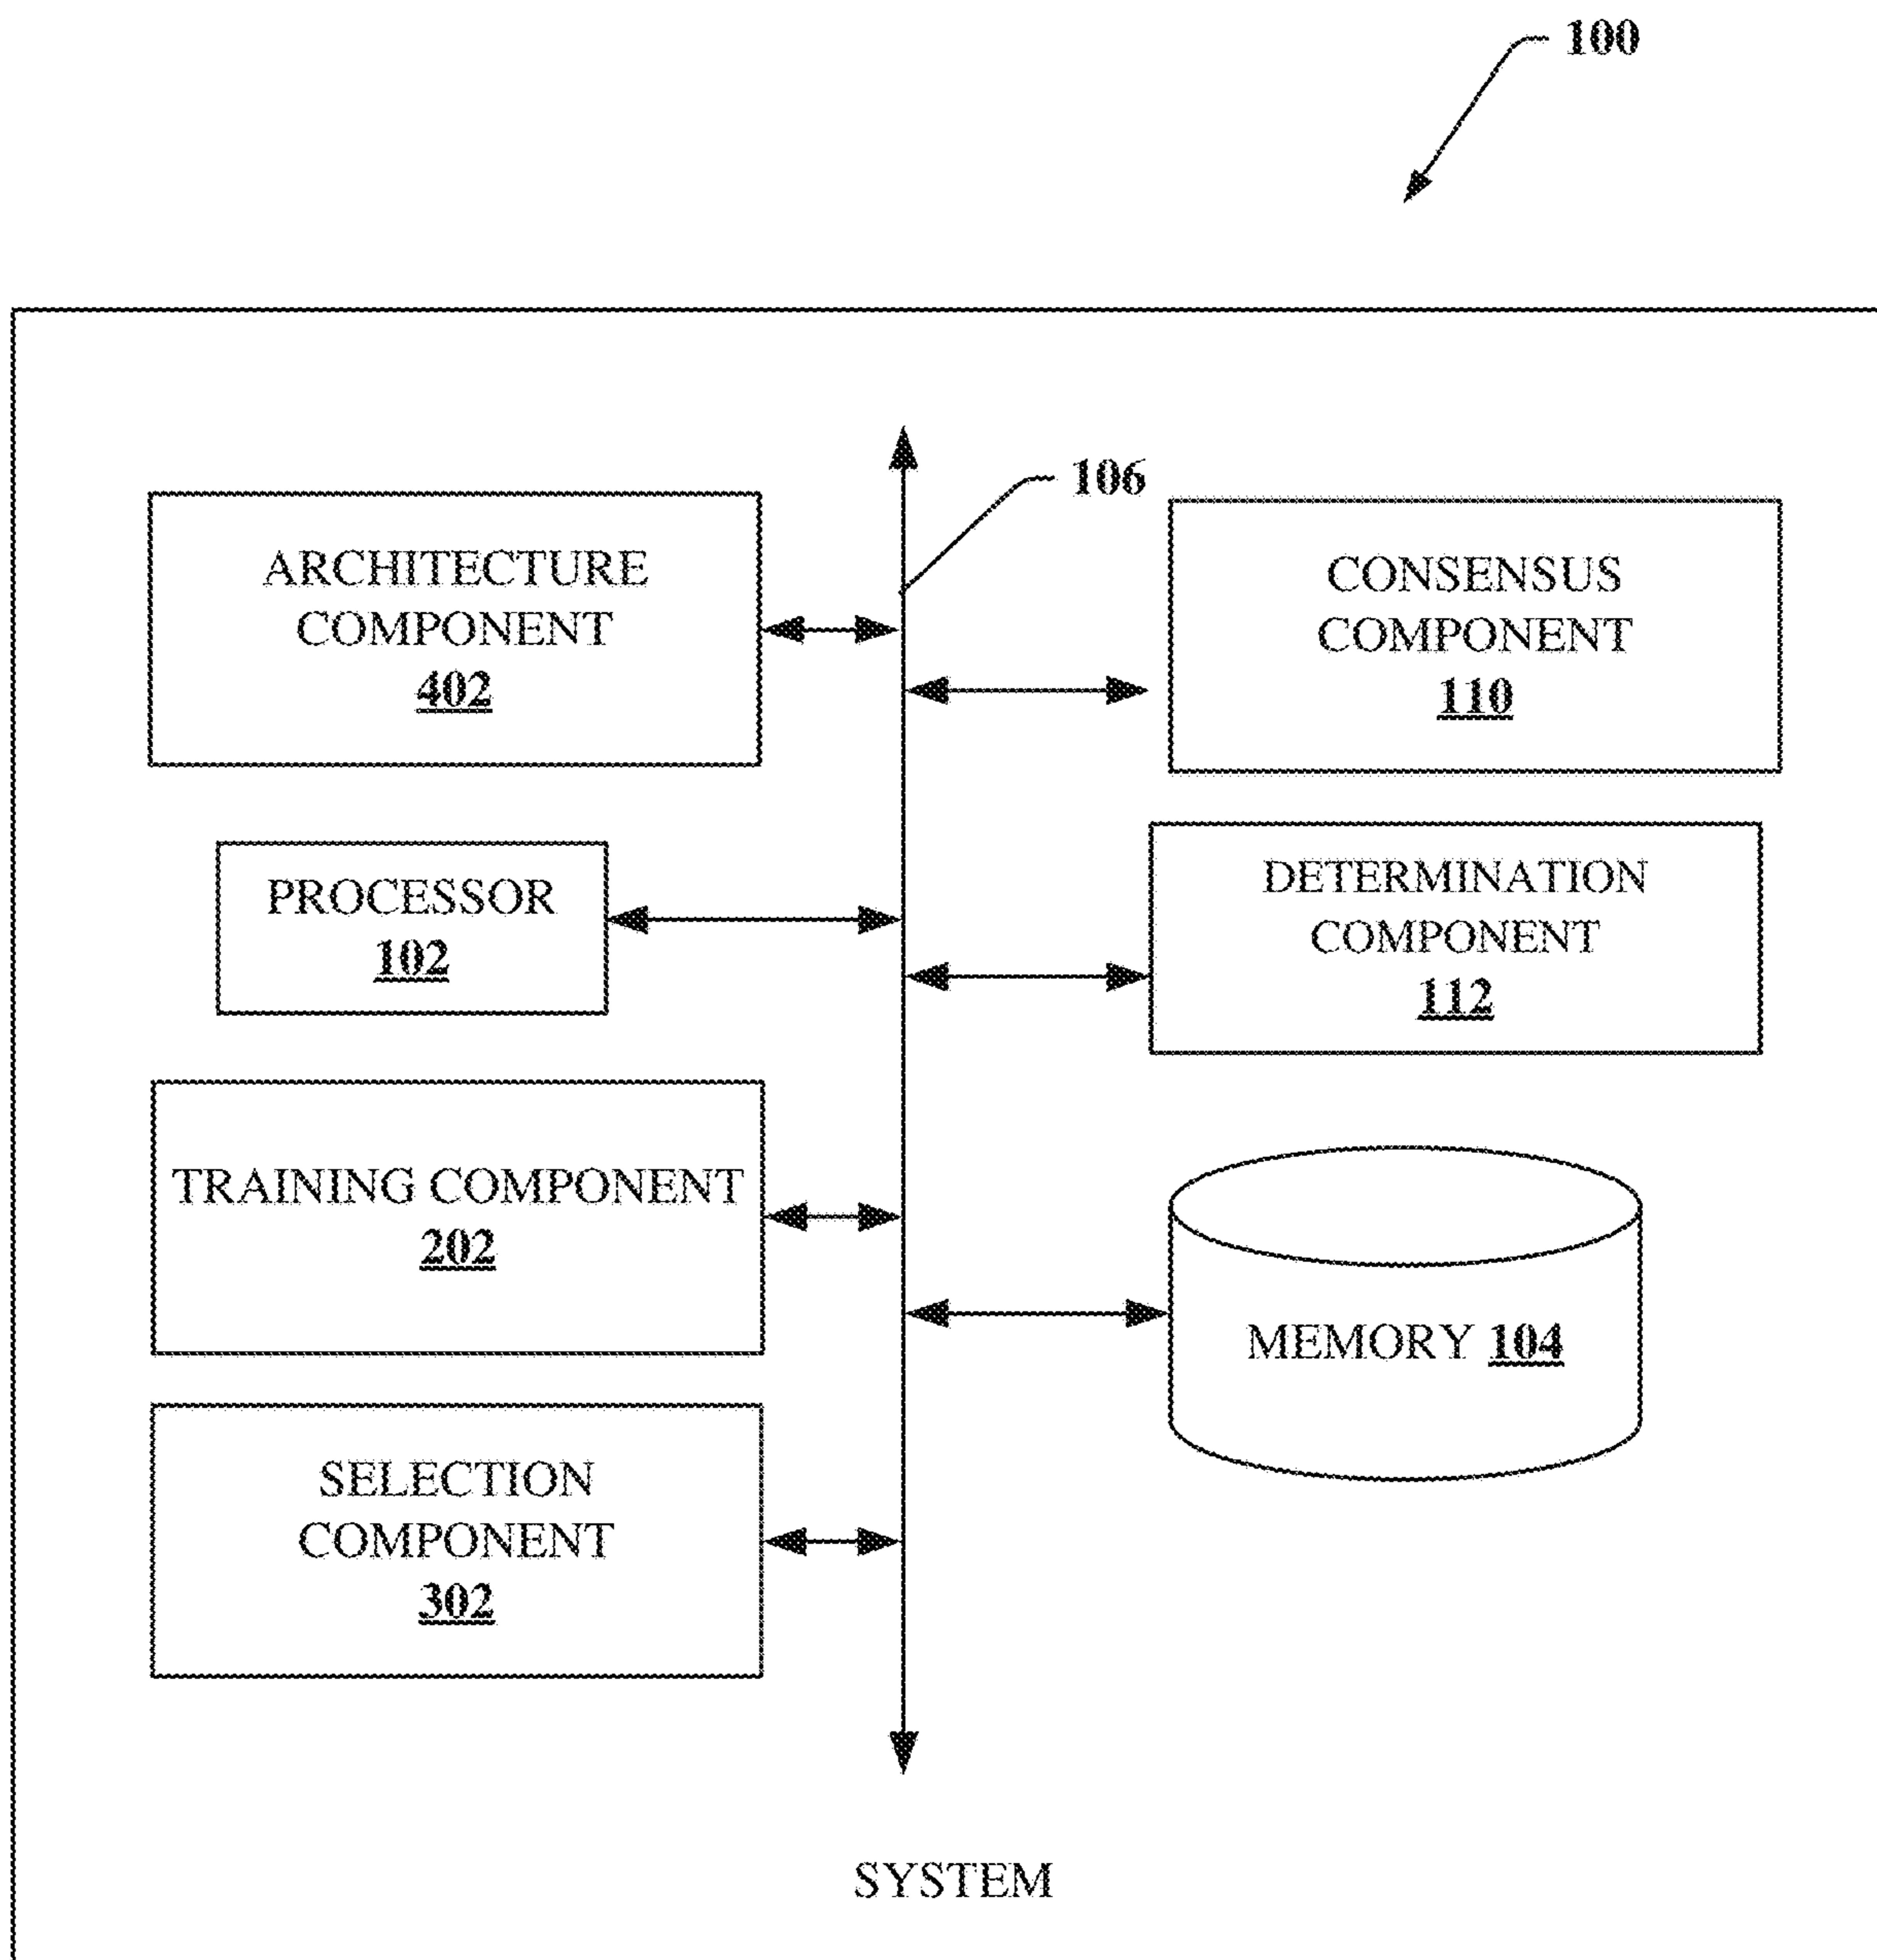 100
106
ARCHITECTURE
COMPONENT
402
CONSENSUS
COMPONENT
110
PROCESSOR
102
DETERMINATION
COMPONENT
112
TRAINING COMPONENT
202
MEMORY 104
SELECTION
COMPONENT
302
SYSTEM